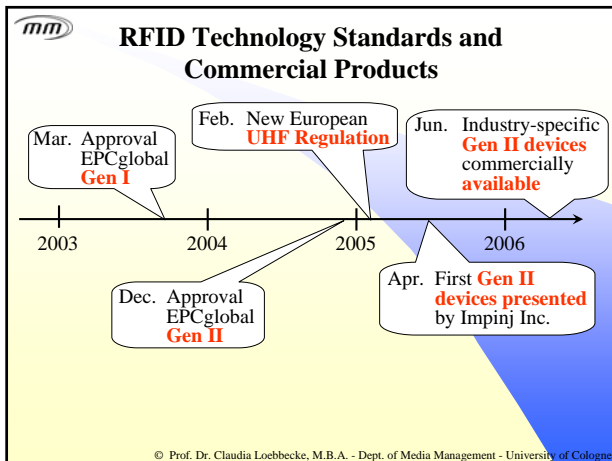 mm
RFID Technology Standards and
Commercial Products
Mar. Approval
EPCglobal
Gen I
Feb. New European
UHF Regulation
Jun. Industry-specific
Gen II devices
commercially
available
2003
2004
2005
2006
Dec. Approval
EPCglobal
Gen II
Apr. First Gen II
devices presented
by Impinj Inc.
© Prof. Dr. Claudia Loebbecke, M.B.A. - Dept. of Media Management - University of Cologne